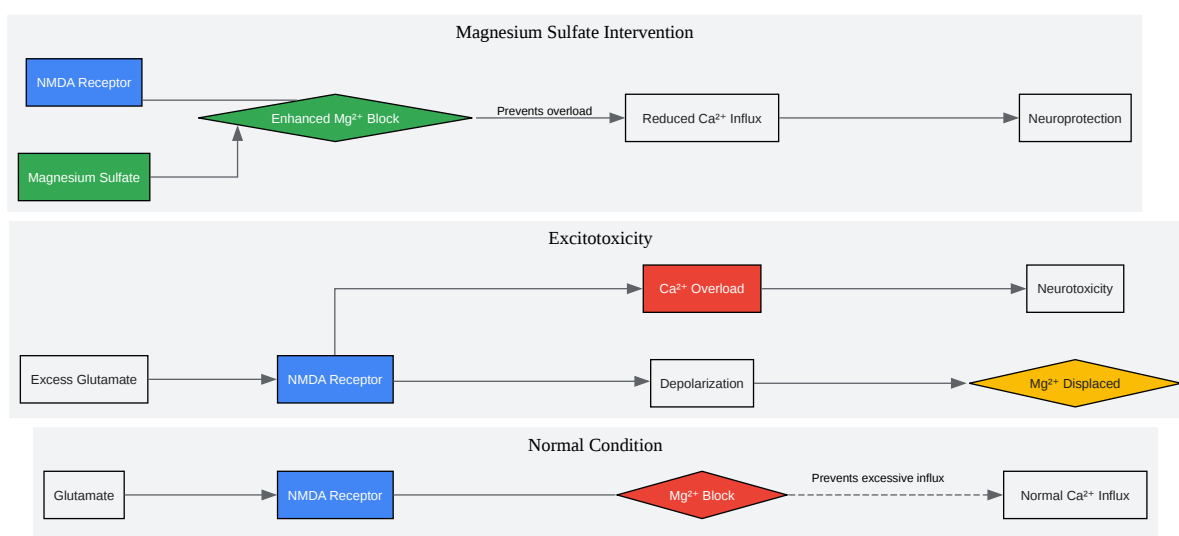 Magnesium Sulfate Intervention
NMDA Receptor
Enhanced Mg²⁺ Block
Prevents overload
Reduced Ca²⁺ Influx
Neuroprotection
Magnesium Sulfate
Excitotoxicity
Ca²⁺ Overload
Neurotoxicity
Excess Glutamate
NMDA Receptor
Depolarization
Mg²⁺ Displaced
Normal Condition
Glutamate
NMDA Receptor
Mg²⁺ Block
Prevents excessive influx
Normal Ca²⁺ Influx